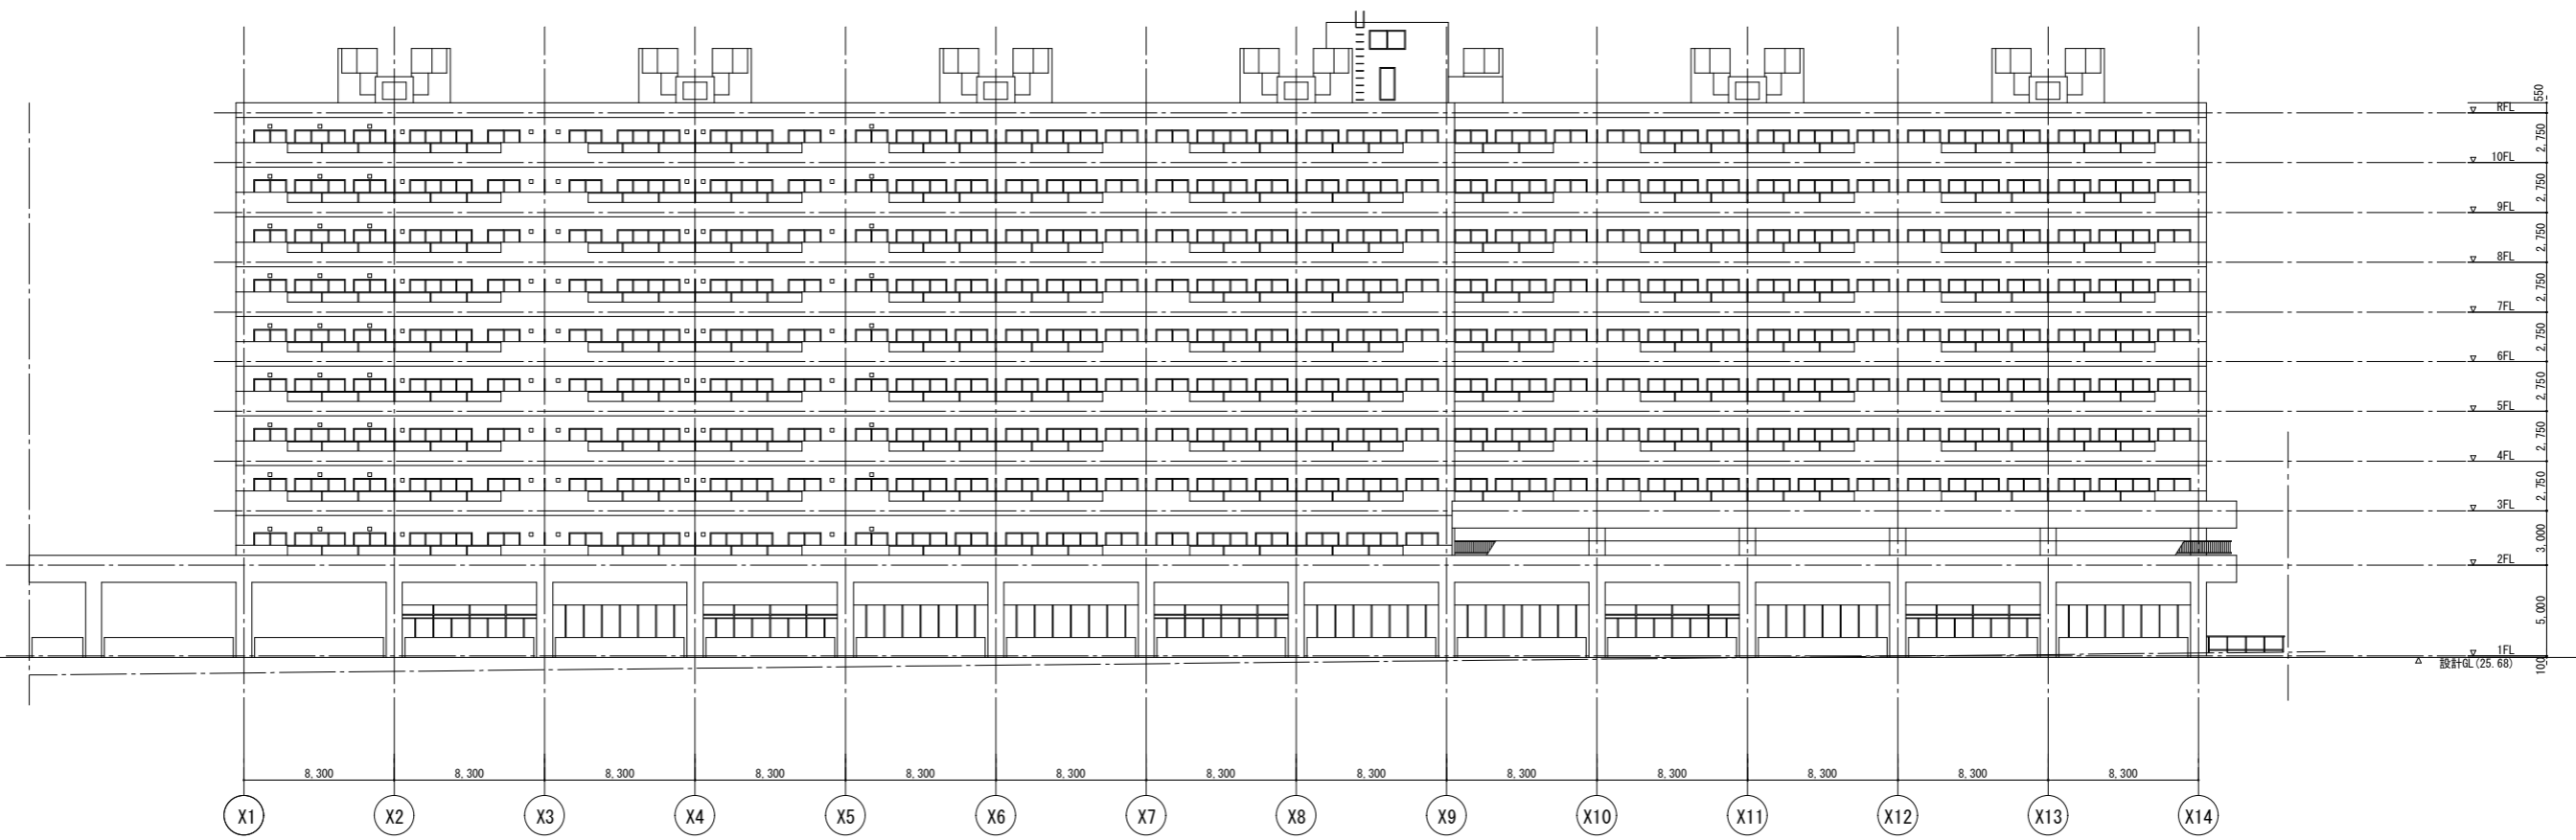 550
RFL
2,750
10FL
2,750
9FL
2,750
8FL
2,750
7FL
2,750
6FL
2,750
5FL
2,750
4FL
2,750
3FL
3,000
2FL
5,000
1FL
設計GL(25.68)
100
8,300 8,300 8,300 8,300 8,300 8,300 8,300 8,300 8,300 8,300 8,300 8,300 8,300
X1 X2 X3 X4 X5 X6 X7 X8 X9 X10 X11 X12 X13 X14